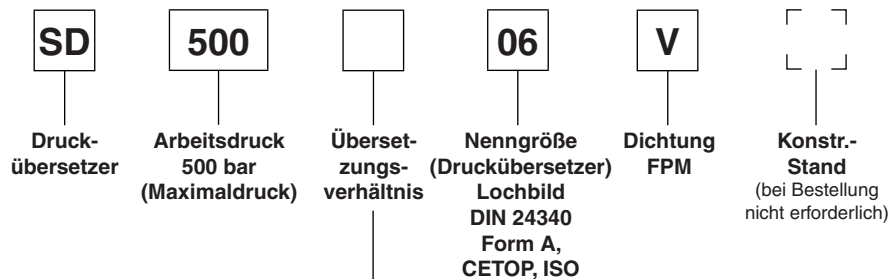 SD 500 06 V
Druck-
übersetzer
Arbeitsdruck
500 bar
(Maximaldruck)
Überset-
zungs-
verhältnis
Nenngröße
(Druckübersetzer)
Lochbild
DIN 24340
Form A,
CETOP, ISO
Dichtung
FPM
Konstr.-
Stand
(bei Bestellung
nicht erforderlich)